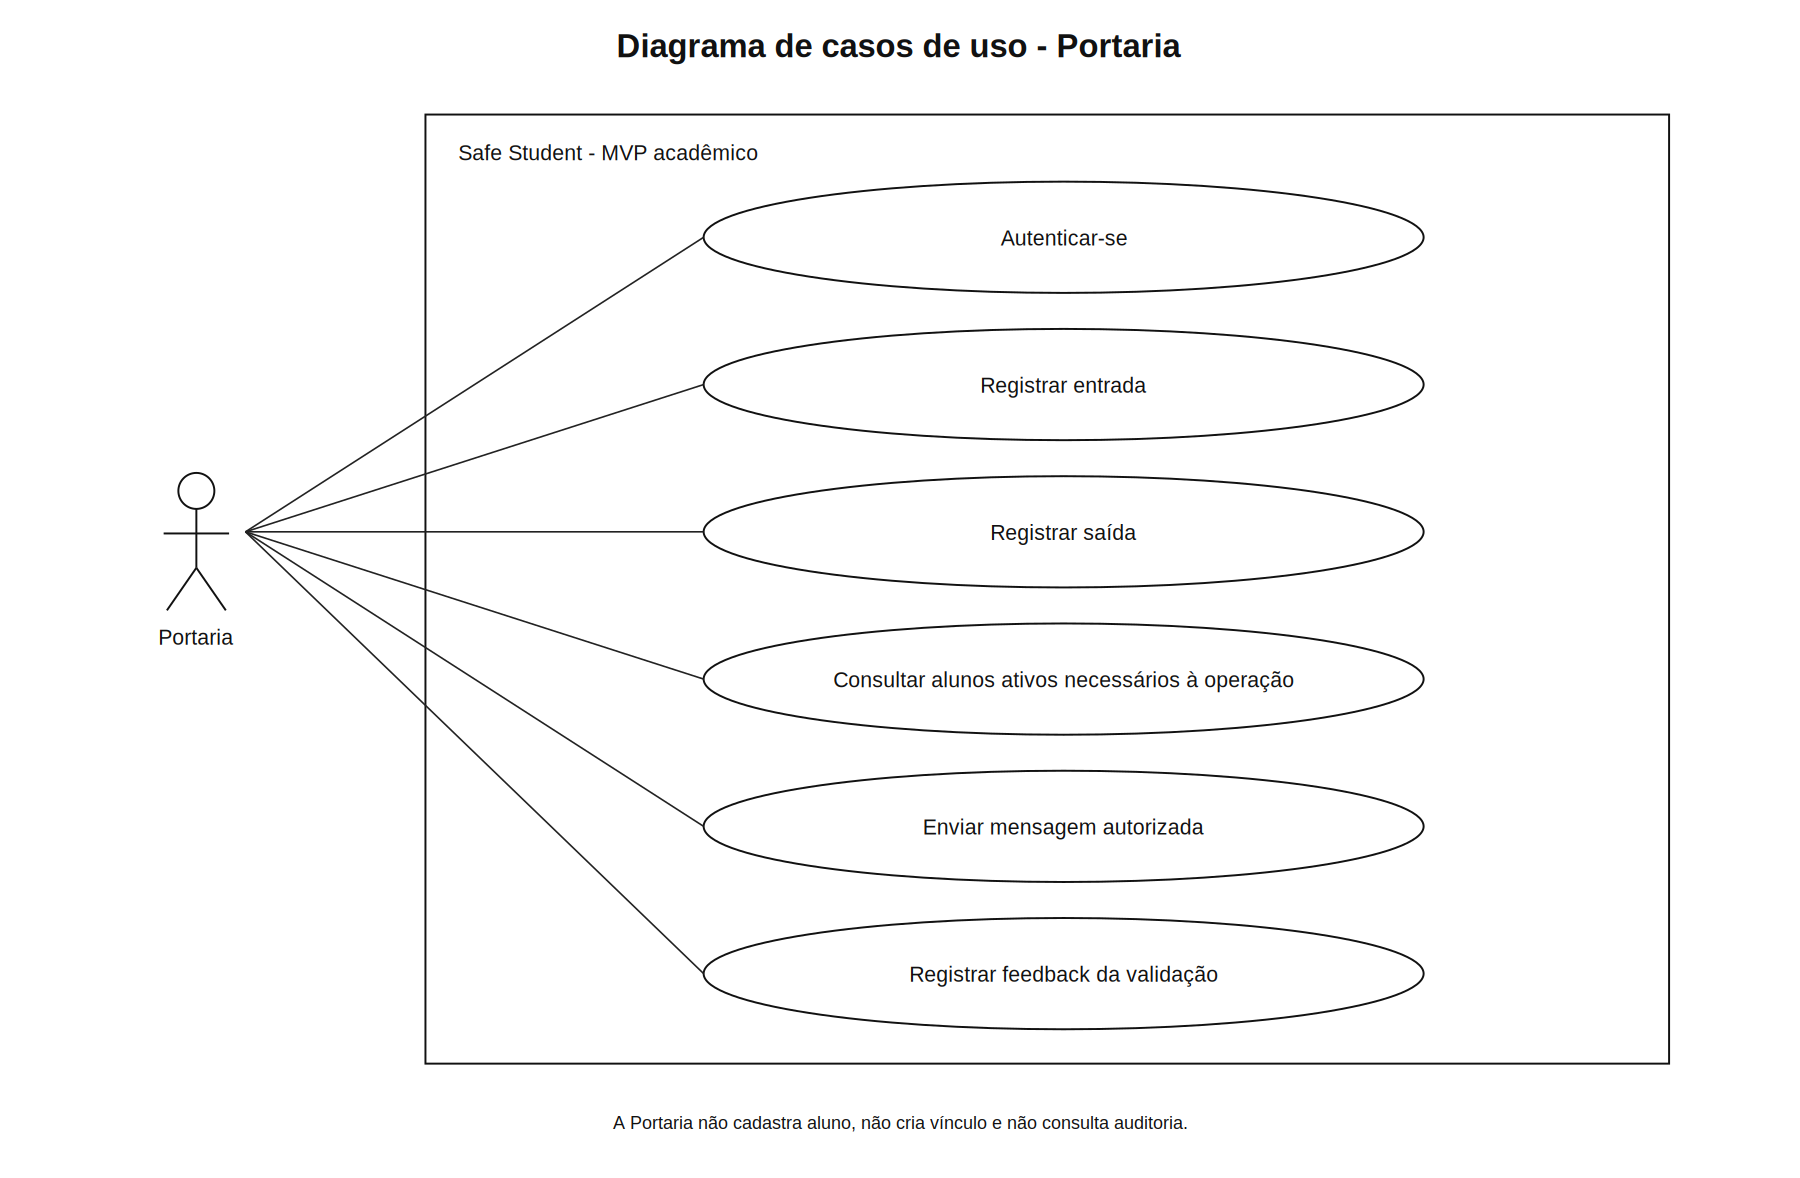 Diagrama de casos de uso - Portaria
Safe Student - MVP acadêmico
Autenticar-se
Registrar entrada
Registrar saída
Portaria
Consultar alunos ativos necessários à operação
Enviar mensagem autorizada
Registrar feedback da validação
A Portaria não cadastra aluno, não cria vínculo e não consulta auditoria.